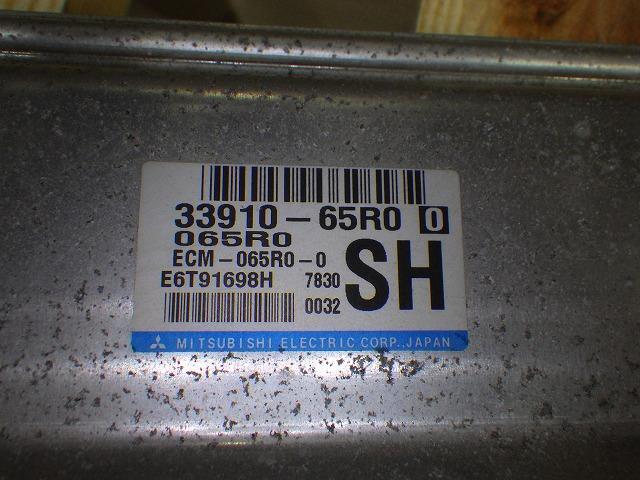 33910-65R0 0
065R0
ECM-065R0-0
E6T91698H 7830
0032
SH
MITSUBISHI ELECTRIC CORP.,JAPAN